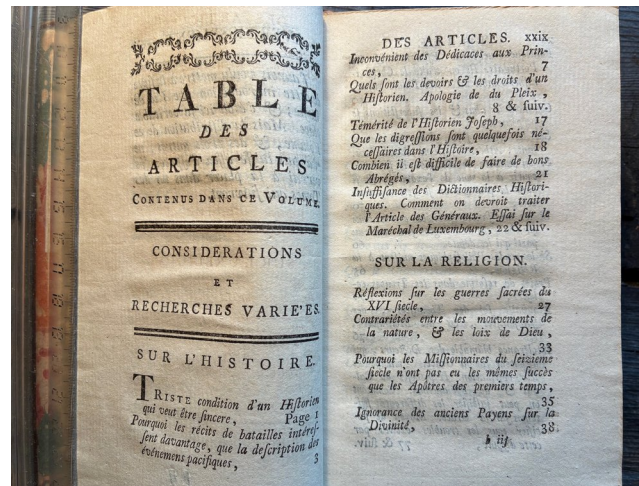 TABLE
DES
ARTICLES
CONTENUS DANS CE VOLUME.
CONSIDERATIONS
ET
RECHERCHES VARIE'ES.
SUR L'HISTOIRE.
TRISTE condition d'un Hiſtorien
qui veut être ſincere, Page 1
Pourquoi les récits de batailles intéreſ-
ſent davantage, que la deſcription des
événemens pacifiques, 3
DES ARTICLES. xxix
Inconvénient des Dédicaces aux Prin-
ces, 7
Quels ſont les devoirs & les droits d'un
Hiſtorien. Apologie de du Pleix,
8 & ſuiv.
Témérité de l'Hiſtorien Joſeph, 17
Que les digreſſions ſont quelquefois né-
ceſſaires dans l'Hiſtoire, 18
Combien il eſt difficile de faire de bons
Abrégés, 21
Inſuffiſance des Dictionnaires Hiſtori-
ques. Comment on devroit traiter
l'Article des Généraux. Eſſai ſur le
Maréchal de Luxembourg, 22 & ſuiv.
SUR LA RELIGION.
Réflexions ſur les guerres ſacrées du
XVI ſiecle, 27
Contrariétés entre les mouvemens de
la nature, & les loix de Dieu,
33
Pourquoi les Miſſionnaires du ſeizieme
ſiecle n'ont pas eu les mêmes ſuccès
que les Apôtres des premiers temps,
35
Ignorance des anciens Payens ſur la
Divinité, 38
b iij